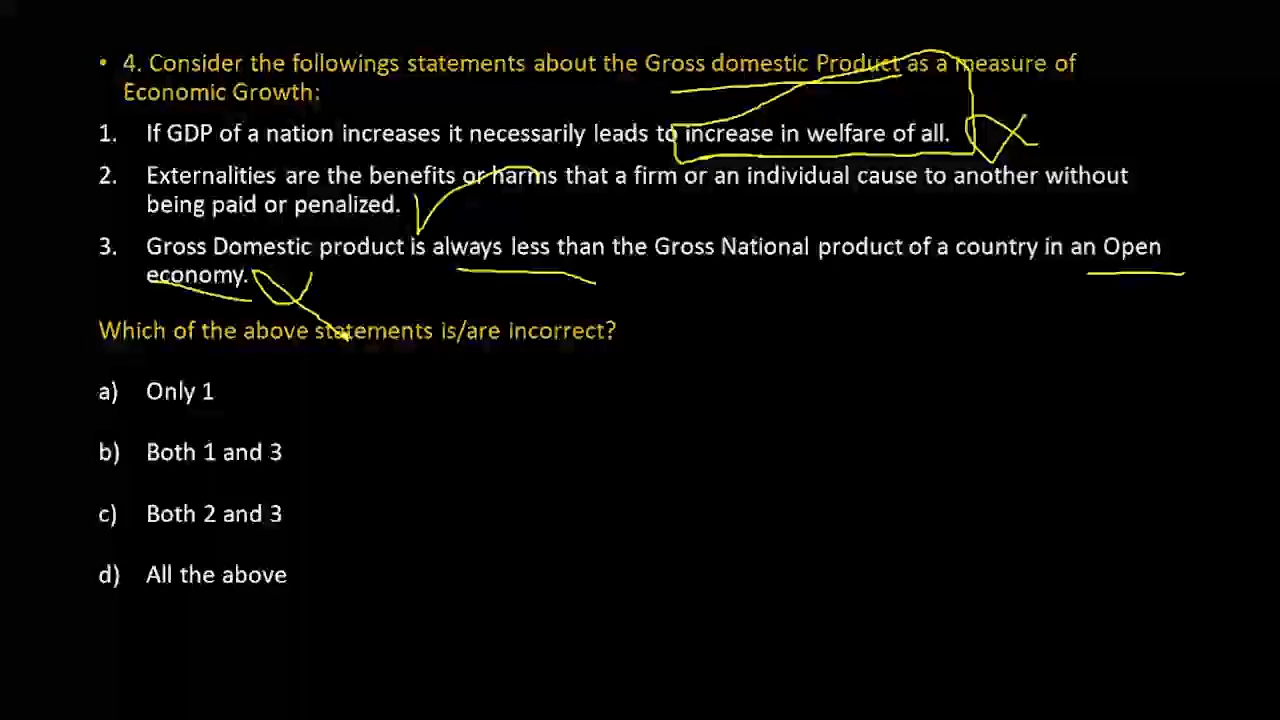 • 4. Consider the followings statements about the Gross domestic Product as a measure of
Economic Growth:
1. If GDP of a nation increases it necessarily leads to increase in welfare of all.
2. Externalities are the benefits or harms that a firm or an individual cause to another without
being paid or penalized.
3. Gross Domestic product is always less than the Gross National product of a country in an Open
economy.
Which of the above statements is/are incorrect?
a) Only 1
b) Both 1 and 3
c) Both 2 and 3
d) All the above